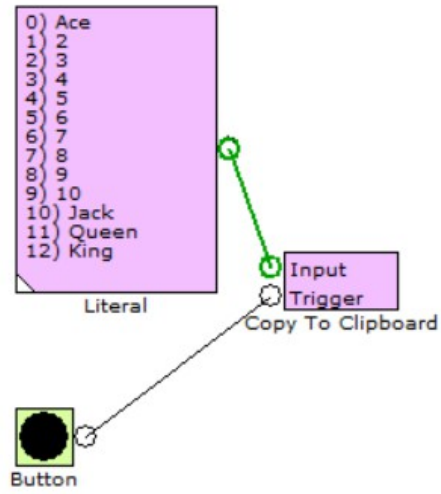 0) Ace
1) 2
2) 3
3) 4
4) 5
5) 6
6) 7
7) 8
8) 9
9) 10
10) Jack
11) Queen
12) King
Literal
Input
Trigger
Copy To Clipboard
Button